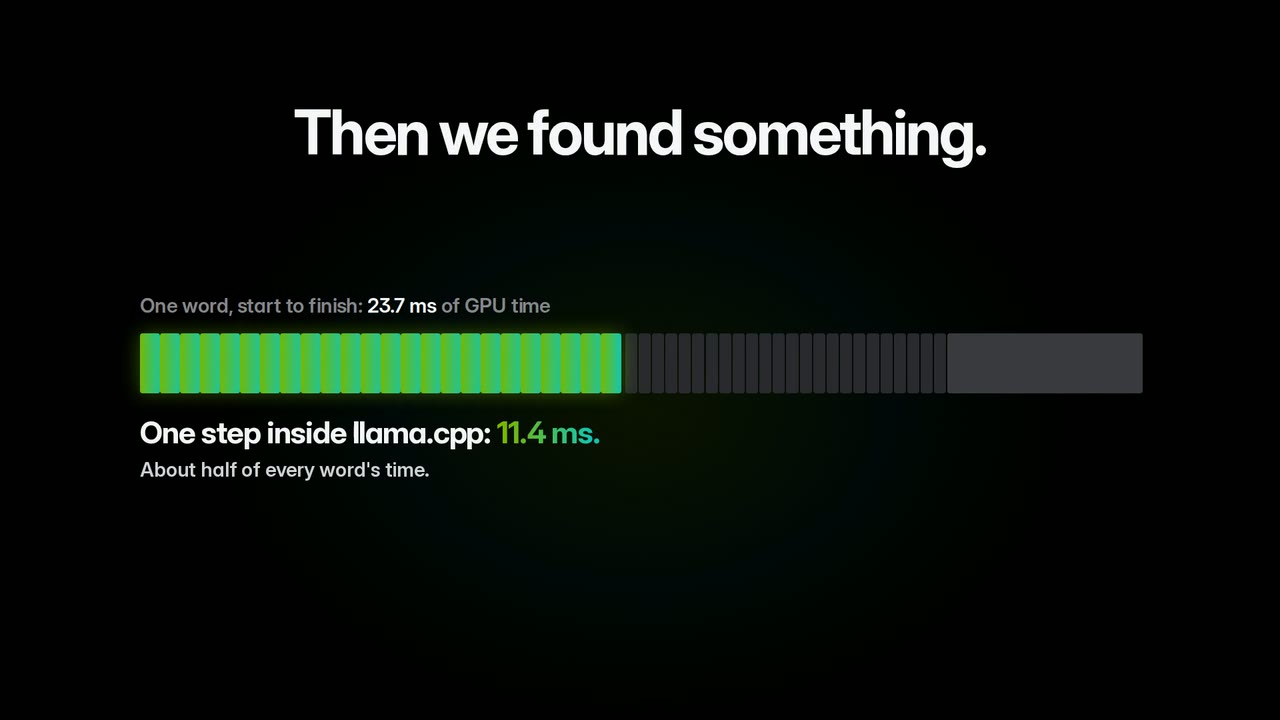 Then we found something.
One word, start to finish: 23.7 ms of GPU time
One step inside llama.cpp: 11.4 ms.
About half of every word's time.